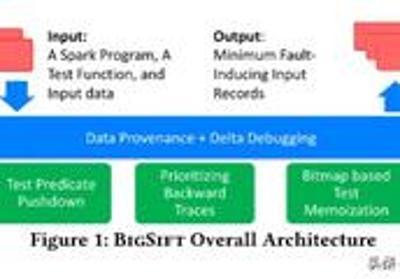 Input:
A Spark Program, A
Test Function, and
Input data
Output:
Minimum Fault-
Inducing Input
Records
Data Provenance + Delta Debugging
Test Predicate
Pushdown
Prioritizing
Backward
Traces
Bitmap based
Test
Memoization
Figure 1: BIGSIFT Overall Architecture